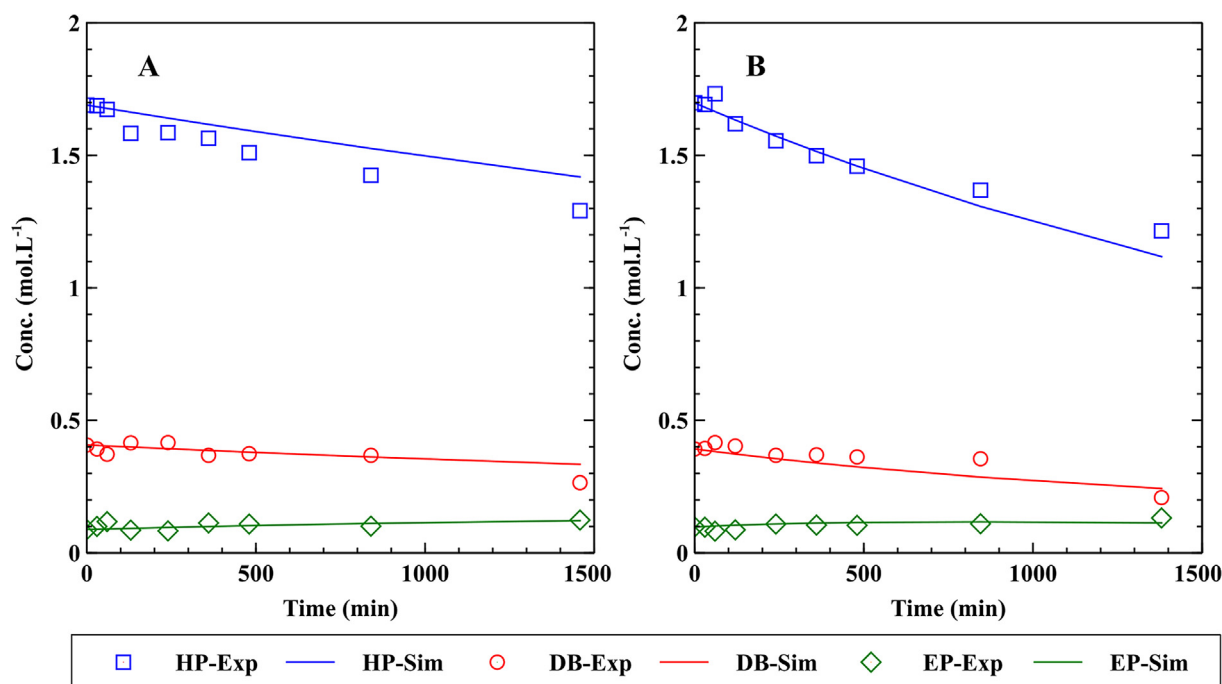 A
B
2
1.5
1
0.5
0
Conc. (mol.L⁻¹)
0 500 1000 1500
Time (min)
2
1.5
1
0.5
0
Conc. (mol.L⁻¹)
0 500 1000 1500
Time (min)
HP-Exp HP-Sim DB-Exp DB-Sim EP-Exp EP-Sim